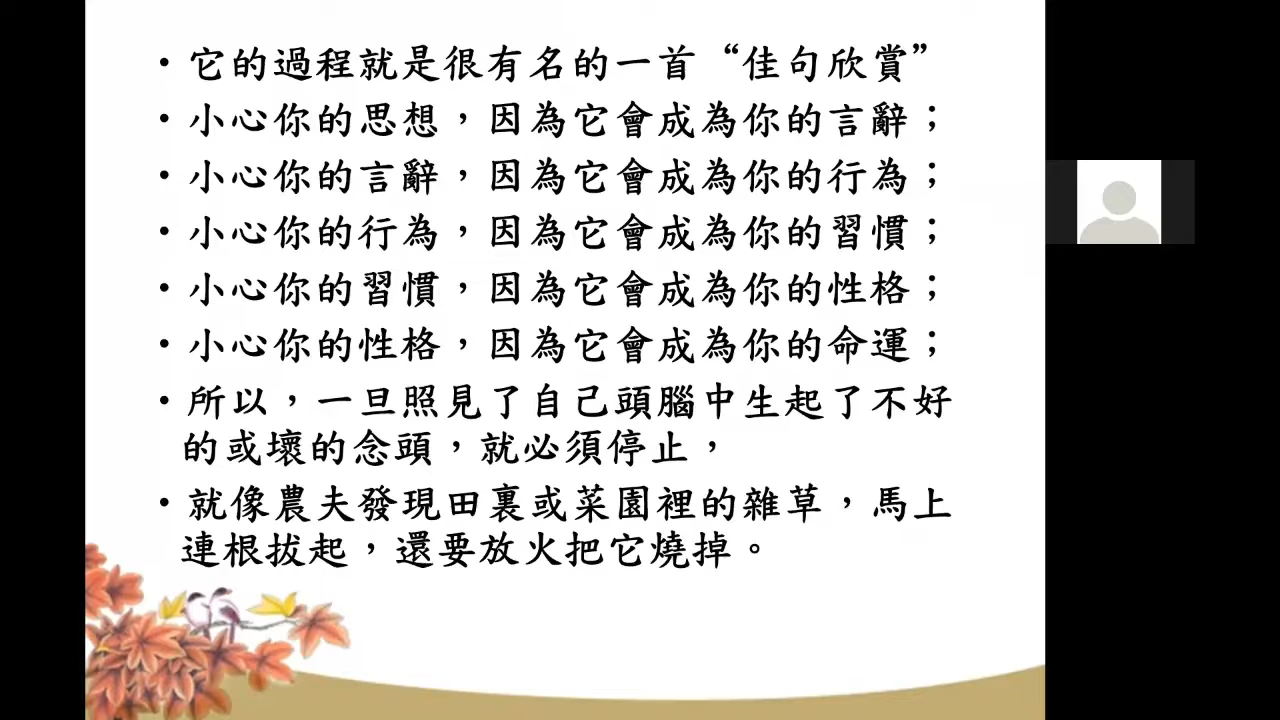 • 它的過程就是很有名的一首“佳句欣賞”
• 小心你的思想，因為它會成為你的言辭；
• 小心你的言辭，因為它會成為你的行為；
• 小心你的行為，因為它會成為你的習慣；
• 小心你的習慣，因為它會成為你的性格；
• 小心你的性格，因為它會成為你的命運；
• 所以，一旦照見了自己頭腦中生起了不好
的或壞的念頭，就必須停止，
• 就像農夫發現田裏或菜園裡的雜草，馬上
連根拔起，還要放火把它燒掉。